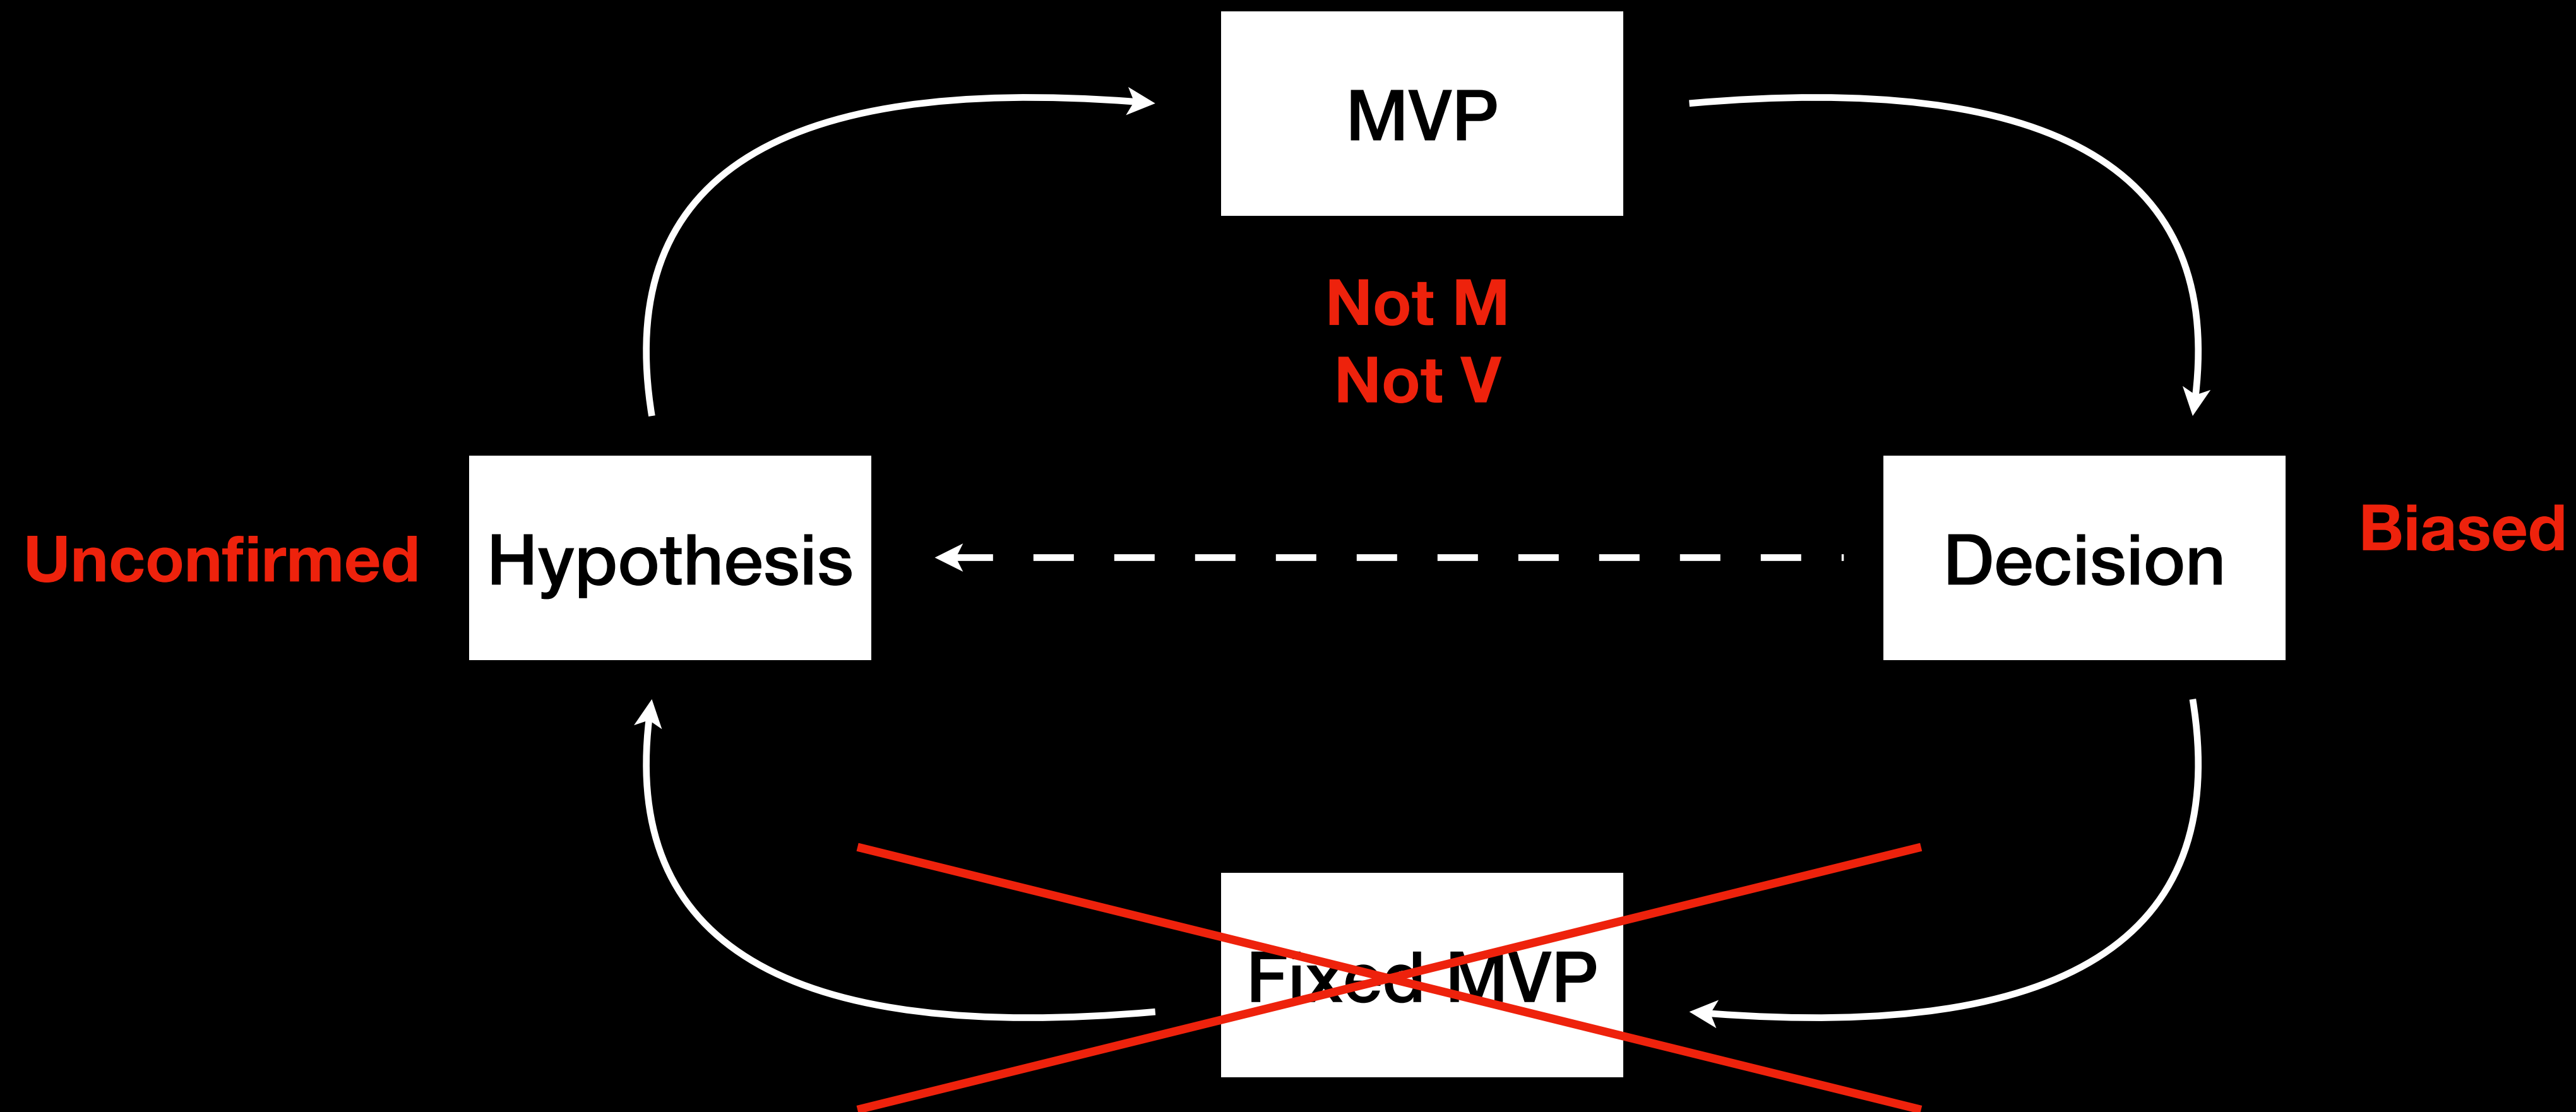 MVP
Not M
Not V
Unconfirmed
Hypothesis
Decision
Biased
Fixed MVP